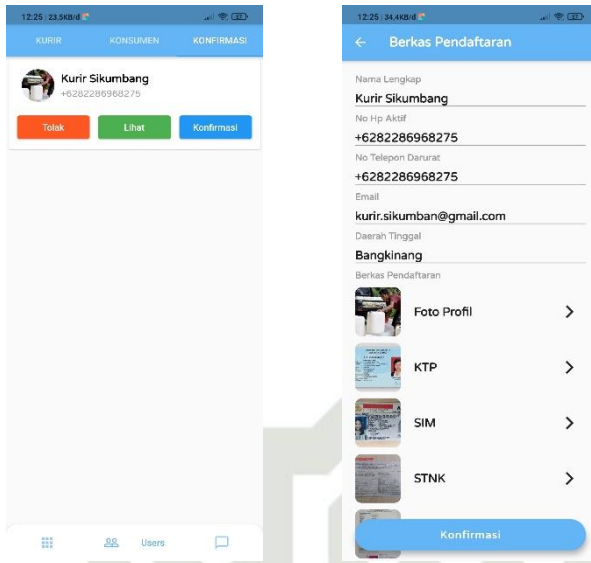 12:25 | 23,5KB/d
KURIR KONSUMEN KONFIRMASI
Kurir Sikumbang
+6282286968275
Tolak Lihat Konfirmasi
Users
12:25 | 34,4KB/d
Berkas Pendaftaran
Nama Lengkap
Kurir Sikumbang
No Hp Aktif
+6282286968275
No Telepon Darurat
+6282286968275
Email
kurir.sikumban@gmail.com
Daerah Tinggal
Bangkinang
Berkas Pendaftaran
Foto Profil
KTP
SIM
STNK
Konfirmasi